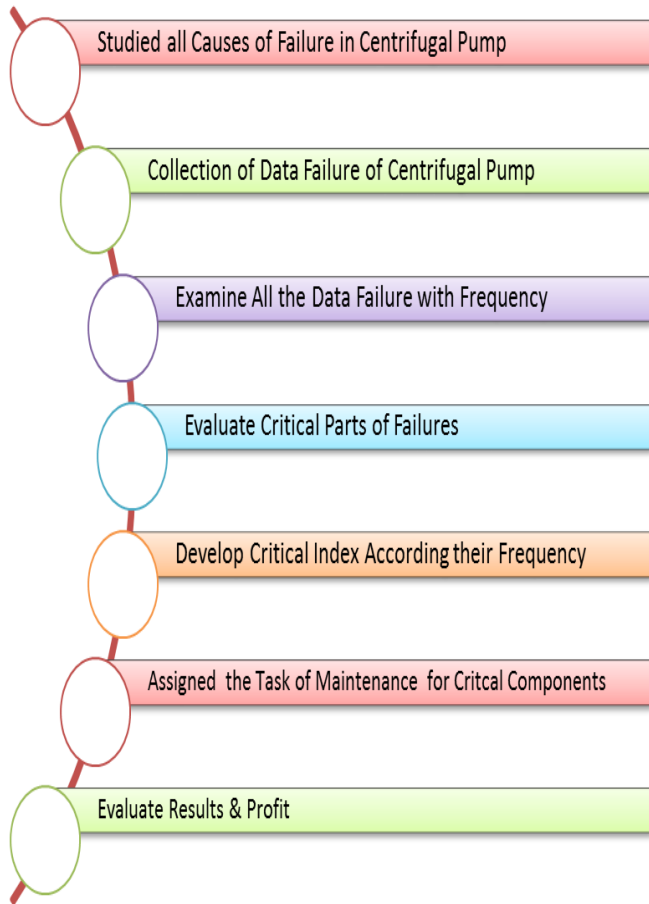 Studied all Causes of Failure in Centrifugal Pump
Collection of Data Failure of Centrifugal Pump
Examine All the Data Failure with Frequency
Evaluate Critical Parts of Failures
Develop Critical Index According their Frequency
Assigned the Task of Maintenance for Critcal Components
Evaluate Results & Profit